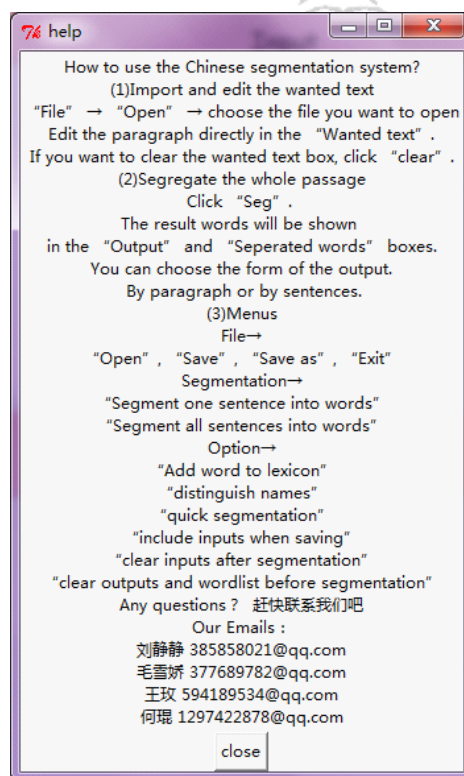 help
How to use the Chinese segmentation system?
(1)Import and edit the wanted text
“File” → “Open” → choose the file you want to open
Edit the paragraph directly in the “Wanted text”.
If you want to clear the wanted text box, click “clear”.
(2)Segregate the whole passage
Click “Seg”.
The result words will be shown
in the “Output” and “Seperated words” boxes.
You can choose the form of the output.
By paragraph or by sentences.
(3)Menus
File→
“Open”, “Save”, “Save as”, “Exit”
Segmentation→
“Segment one sentence into words”
“Segment all sentences into words”
Option→
“Add word to lexicon”
“distinguish names”
“quick segmentation”
“include inputs when saving”
“clear inputs after segmentation”
“clear outputs and wordlist before segmentation”
Any questions？ 赶快联系我们吧
Our Emails：
刘静静 385858021@qq.com
毛雪娇 377689782@qq.com
王玫 594189534@qq.com
何琨 1297422878@qq.com
close